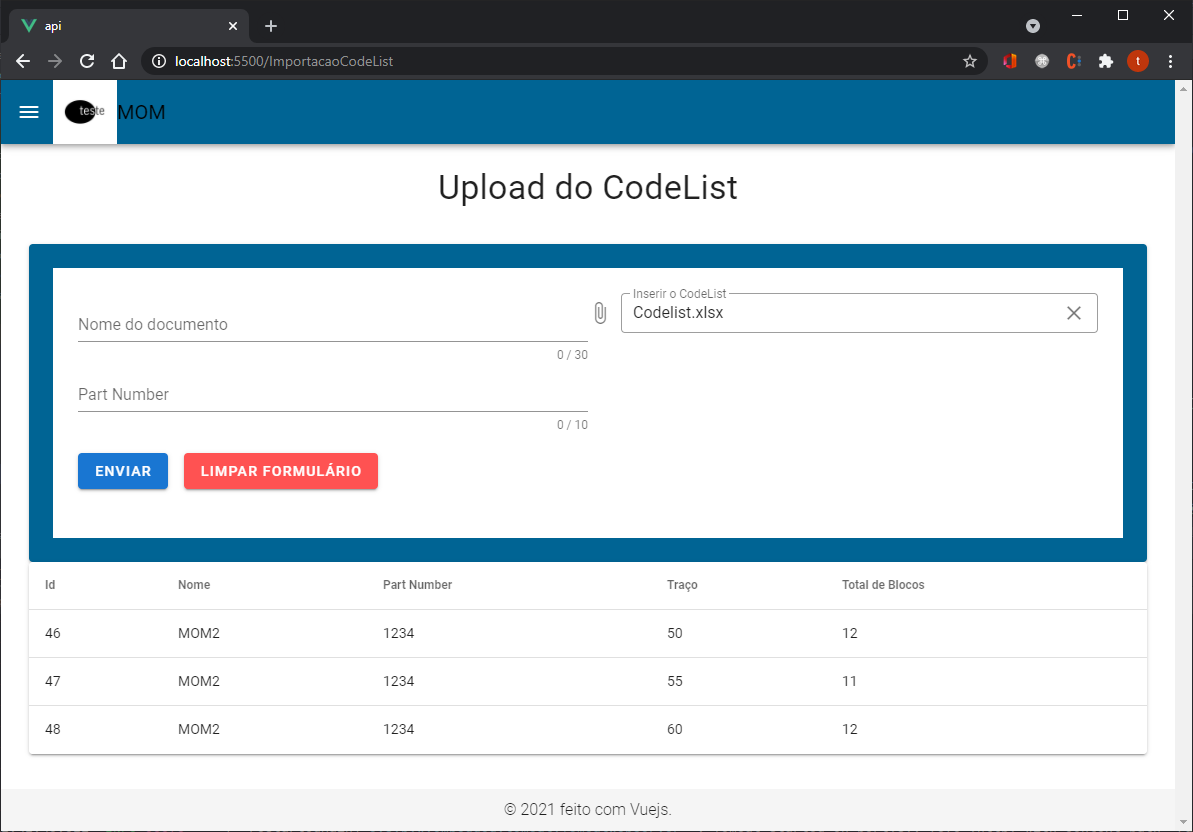 api
localhost:5500/ImportacaoCodeList
t
teste
MOM
Upload do CodeList
Inserir o CodeList
Nome do documento
Codelist.xlsx
0 / 30
Part Number
0 / 10
ENVIAR LIMPAR FORMULÁRIO
Id Nome Part Number Traço Total de Blocos
46 MOM2 1234 50 12
47 MOM2 1234 55 11
48 MOM2 1234 60 12
© 2021 feito com Vuejs.